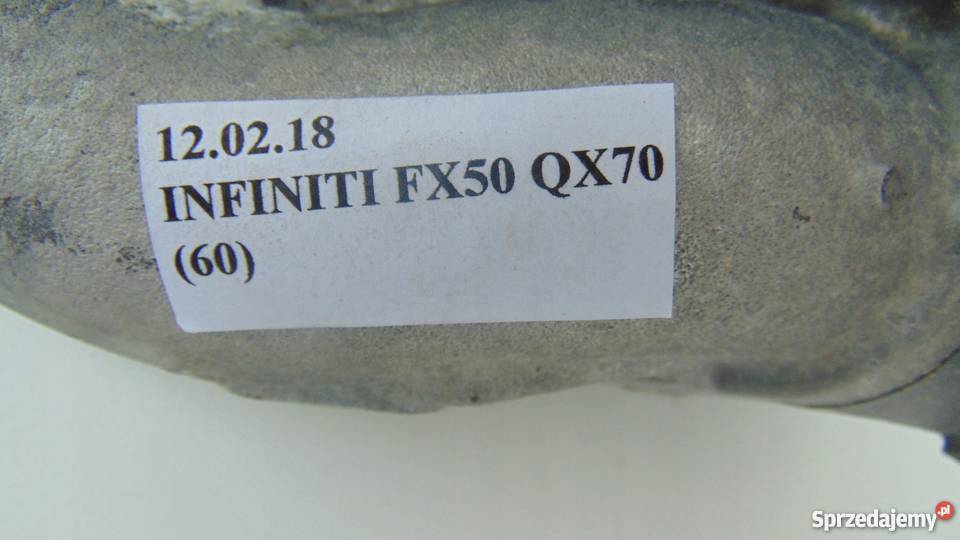 12.02.18
INFINITI FX50 QX70
(60)
Sprzedajemy.pl